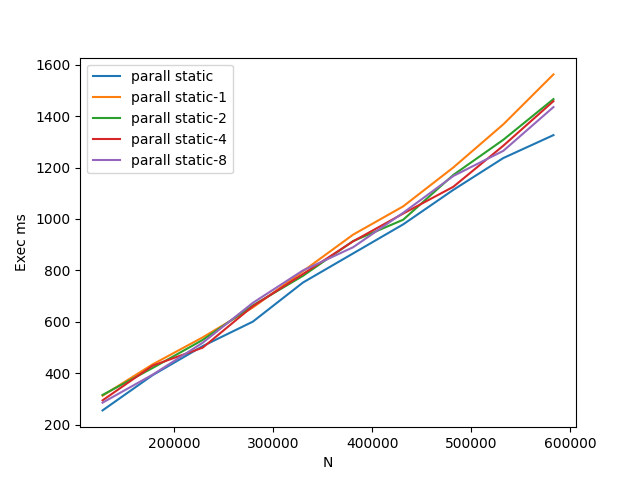 parall static
parall static-1
parall static-2
parall static-4
parall static-8
1600
1400
1200
1000
800
600
400
200
Exec ms
200000 300000 400000 500000 600000
N